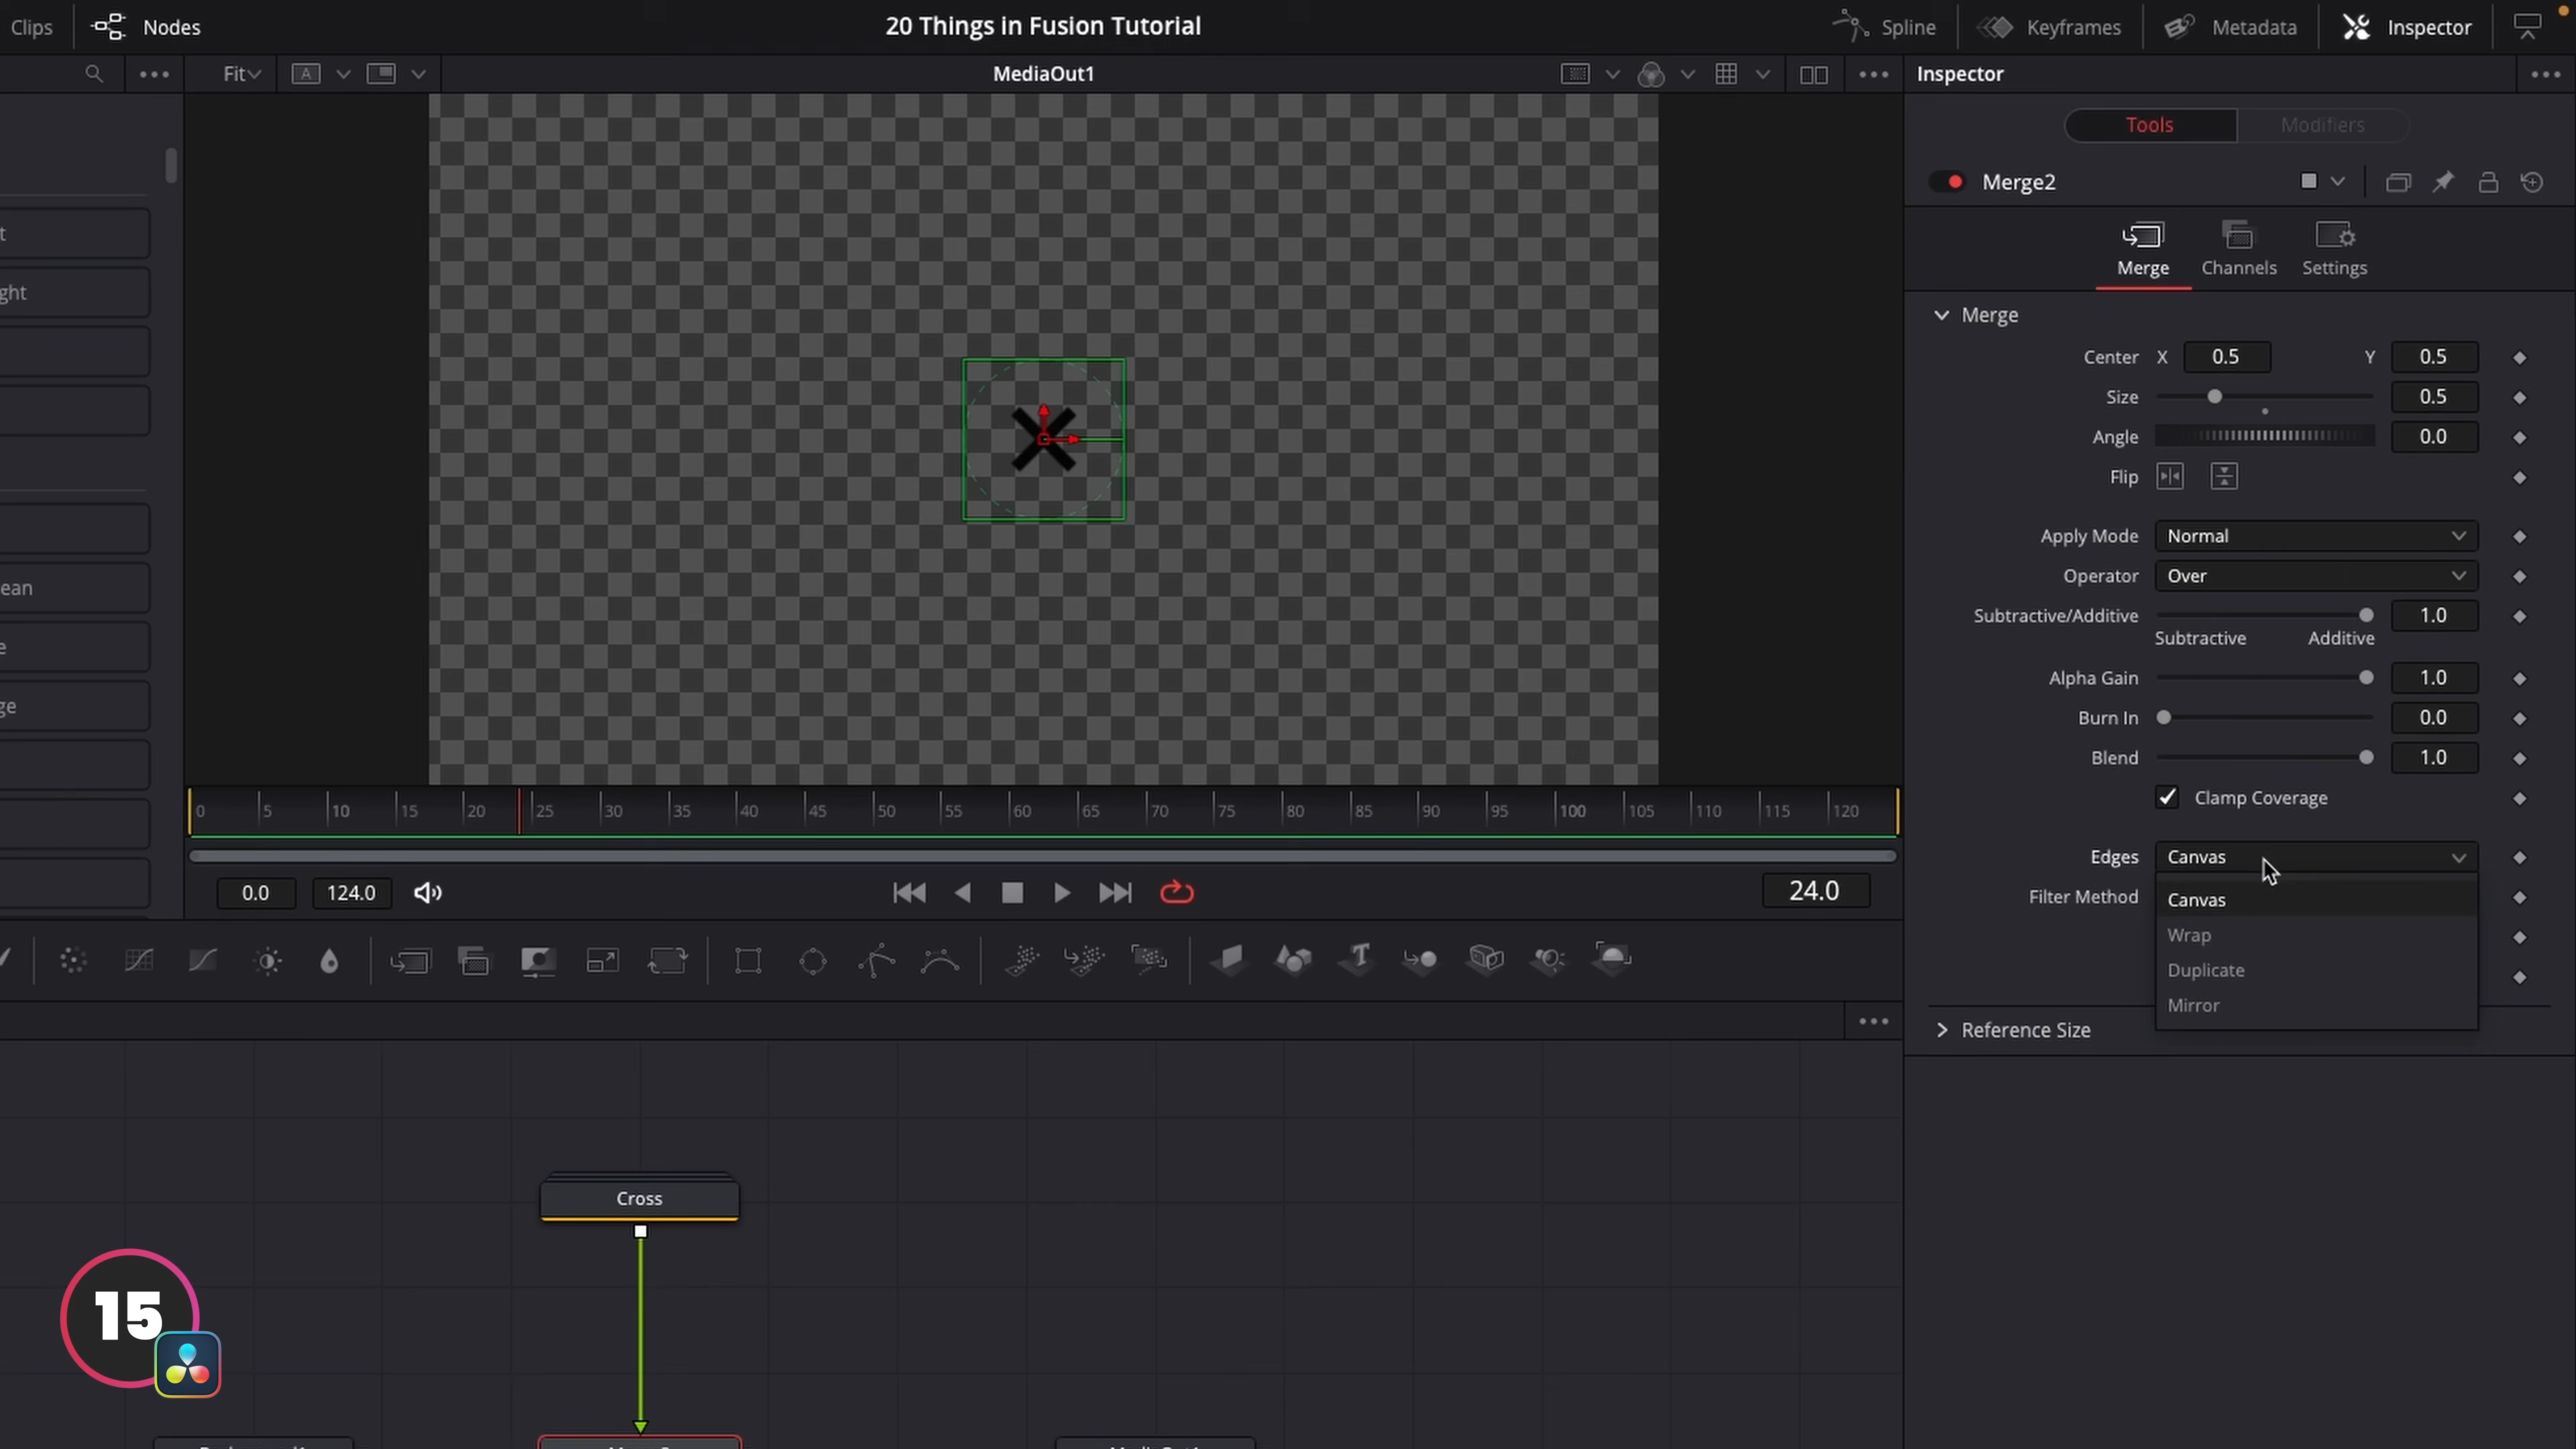 Clips
Nodes
20 Things in Fusion Tutorial
Spline
Keyframes
Metadata
Inspector
Fit
A
MediaOut1
Inspector
Tools
Modifiers
Merge2
Merge
Channels
Settings
Merge
Center X 0.5 Y 0.5
Size 0.5
Angle 0.0
Flip
Apply Mode Normal
Operator Over
Subtractive/Additive 1.0
Subtractive Additive
Alpha Gain 1.0
Burn In 0.0
Blend 1.0
Clamp Coverage
Edges Canvas
Filter Method
Canvas
Wrap
Duplicate
Mirror
Reference Size
t
ght
ean
e
ge
0 5 10 15 20 25 30 35 40 45 50 55 60 65 70 75 80 85 90 95 100 105 110 115 120
0.0 124.0 24.0
Cross
15